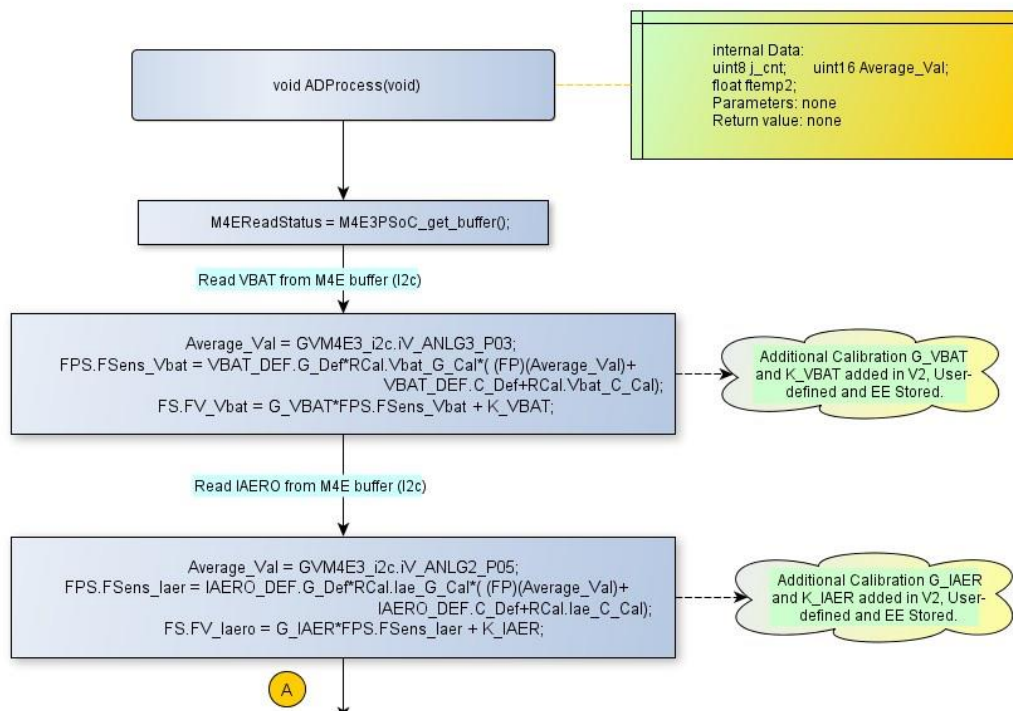 void ADProcess(void)
internal Data:
uint8 j_cnt; uint16 Average_Val;
float ftemp2;
Parameters: none
Return value: none
M4EReadStatus = M4E3PSoC_get_buffer();
Read VBAT from M4E buffer (I2c)
Average_Val = GVM4E3_i2c.iV_ANLG3_P03;
FPS.FSens_Vbat = VBAT_DEF.G_Def*RCal.Vbat_G_Cal*( (FP)(Average_Val)+
VBAT_DEF.C_Def+RCal.Vbat_C_Cal);
FS.FV_Vbat = G_VBAT*FPS.FSens_Vbat + K_VBAT;
Additional Calibration G_VBAT
and K_VBAT added in V2, User-
defined and EE Stored.
Read IAERO from M4E buffer (I2c)
Average_Val = GVM4E3_i2c.iV_ANLG2_P05;
FPS.FSens_Iaer = IAERO_DEF.G_Def*RCal.Iae_G_Cal*( (FP)(Average_Val)+
IAERO_DEF.C_Def+RCal.Iae_C_Cal);
FS.FV_Iaero = G_IAER*FPS.FSens_Iaer + K_IAER;
Additional Calibration G_IAER
and K_IAER added in V2, User-
defined and EE Stored.
A